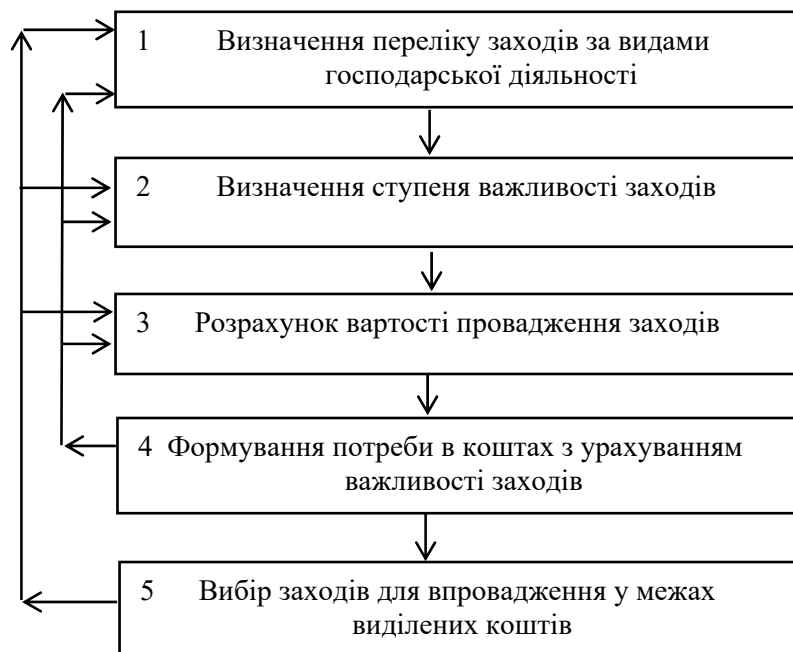 1 Визначення переліку заходів за видами
господарської діяльності
2 Визначення ступеня важливості заходів
3 Розрахунок вартості провадження заходів
4 Формування потреби в коштах з урахуванням
важливості заходів
5 Вибір заходів для впровадження у межах
виділених коштів